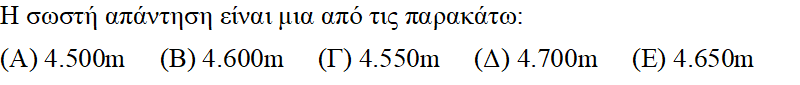 Η σωστή απάντηση είναι μια από τις παρακάτω:
(Α) 4.500m (Β) 4.600m (Γ) 4.550m (Δ) 4.700m (Ε) 4.650m